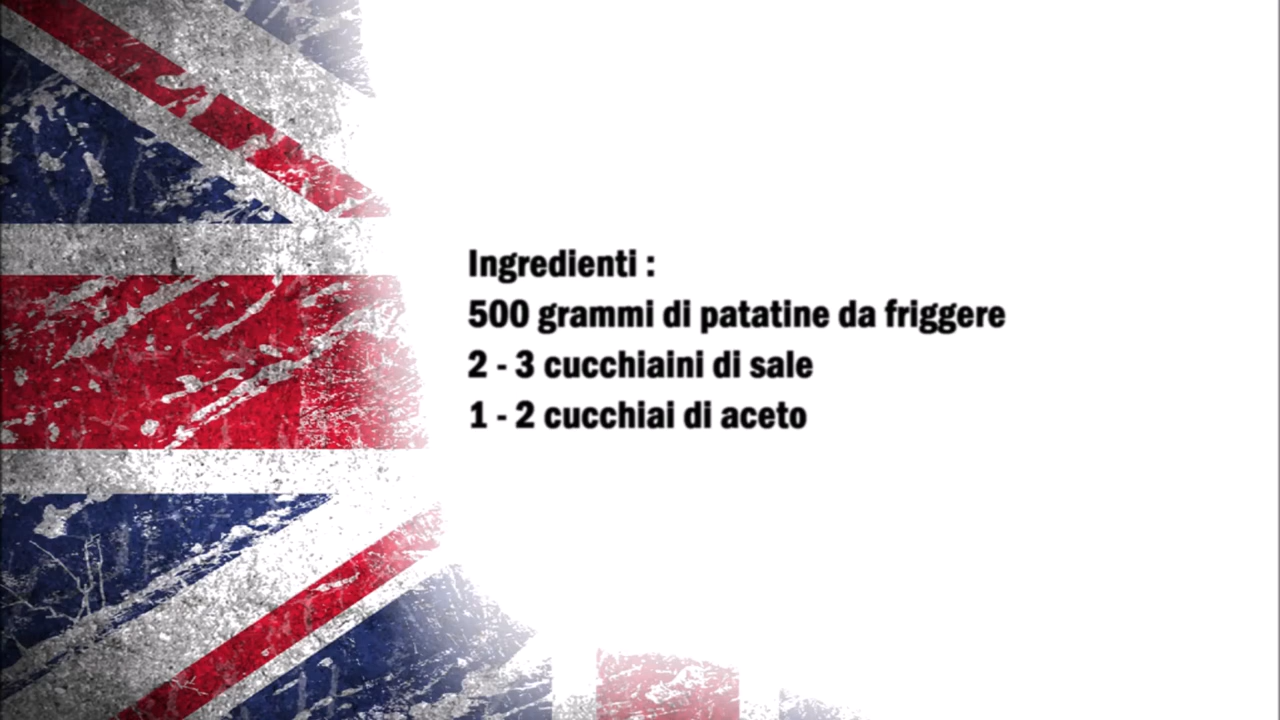 Ingredienti :
500 grammi di patatine da friggere
2 - 3 cucchiaini di sale
1 - 2 cucchiai di aceto